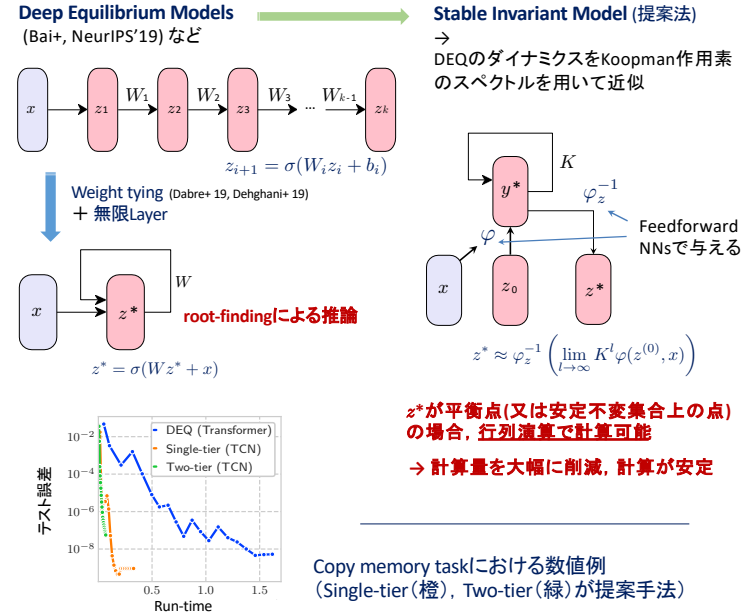 Deep Equilibrium Models
(Bai+, NeurIPS'19) など
x
z1
W1
z2
W2
z3
W3
...
Wk-1
zk
z_{i+1} = σ(W_i z_i + b_i)
Weight tying (Dabre+ 19, Dehghani+ 19)
＋ 無限Layer
x
z*
W
root-findingによる推論
z* = σ(Wz* + x)
Stable Invariant Model (提案法)
→
DEQのダイナミクスをKoopman作用素
のスペクトルを用いて近似
K
y*
φ_z^{-1}
φ
Feedforward
NNsで与える
x
z0
z*
z* ≈ φ_z^{-1} ( lim_{l→∞} K^l φ(z^{(0)}, x) )
z*が平衡点(又は安定不変集合上の点)
の場合, 行列演算で計算可能
→ 計算量を大幅に削減, 計算が安定
DEQ (Transformer)
Single-tier (TCN)
Two-tier (TCN)
テスト誤差
10^{-2}
10^{-4}
10^{-6}
10^{-8}
0.5
1.0
1.5
Run-time
Copy memory taskにおける数値例
（Single-tier（橙）, Two-tier（緑）が提案手法）